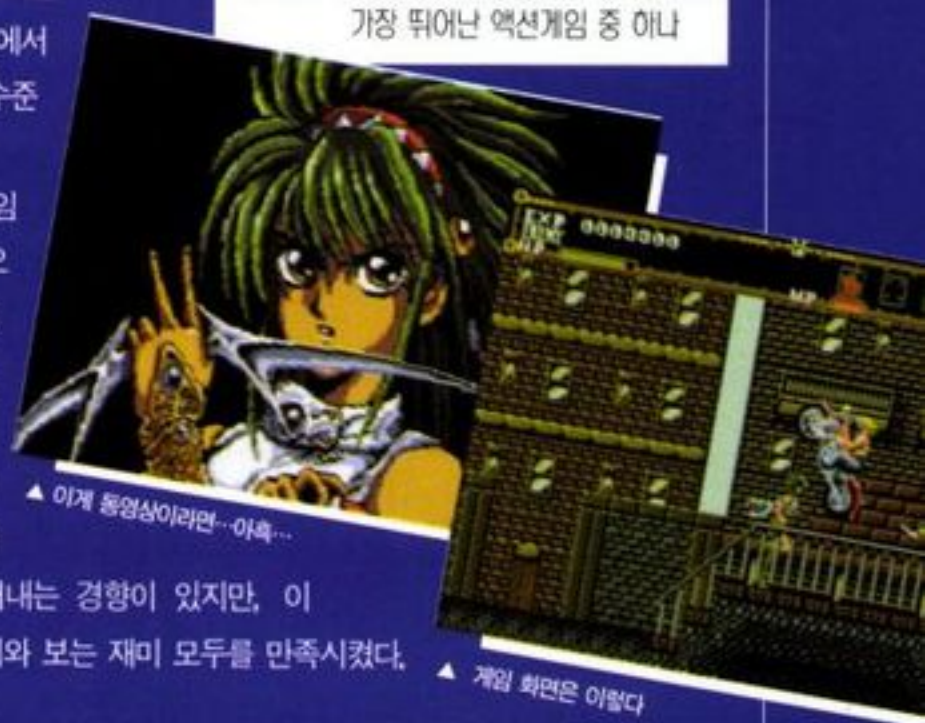 가장 뛰어난 액션게임 중 하나
에서
수준
임
으
EXP 0000000
TIME
H.P
M.P
▲ 이게 동영상이라면…아흑…
내는 경향이 있지만, 이
와 보는 재미 모두를 만족시켰다.
▲ 게임 화면은 이렇다